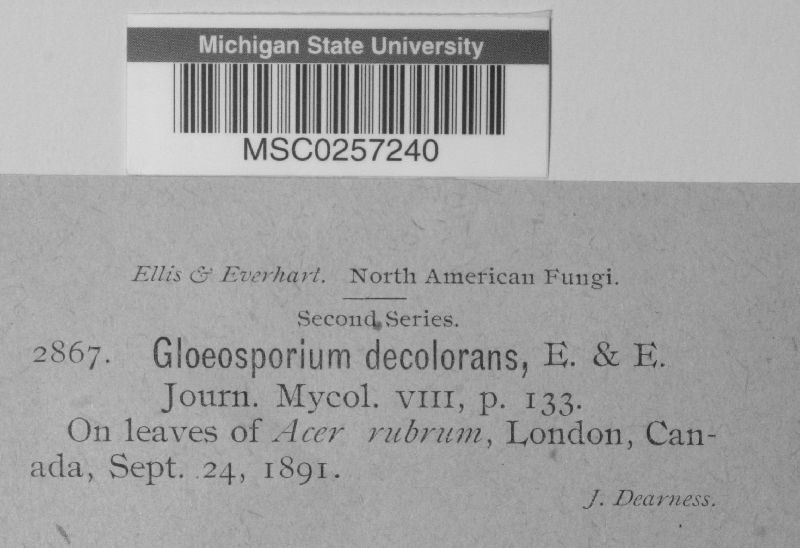 Michigan State University
MSC0257240
Ellis & Everhart. North American Fungi.
Second Series.
2867. Gloeosporium decolorans, E. & E.
Journ. Mycol. VIII, p. 133.
On leaves of Acer rubrum, London, Can-
ada, Sept. 24, 1891.
J. Dearness.